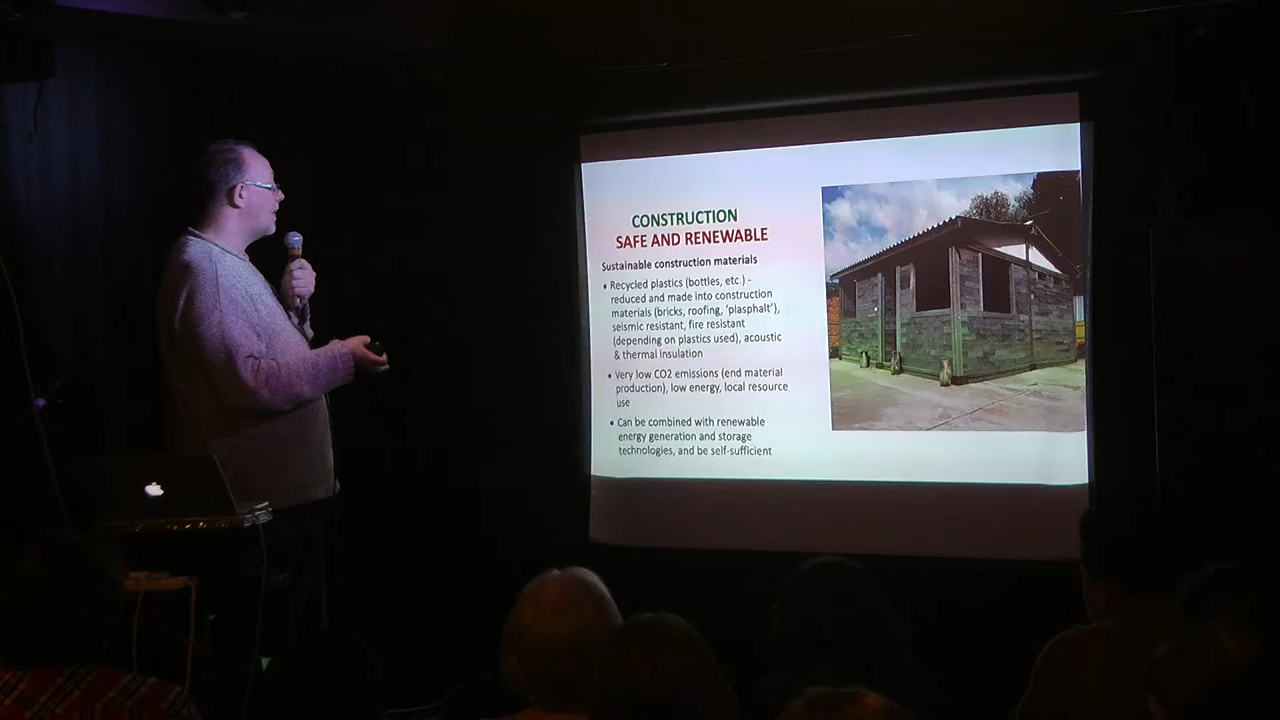 CONSTRUCTION
SAFE AND RENEWABLE
Sustainable construction materials
• Recycled plastics (bottles, etc.) -
reduced and made into construction
materials (bricks, roofing, ‘plasphalt’),
seismic resistant, fire resistant
(depending on plastics used), acoustic
& thermal insulation
• Very low CO2 emissions (end material
production), low energy, local resource
use
• Can be combined with renewable
energy generation and storage
technologies, and be self-sufficient